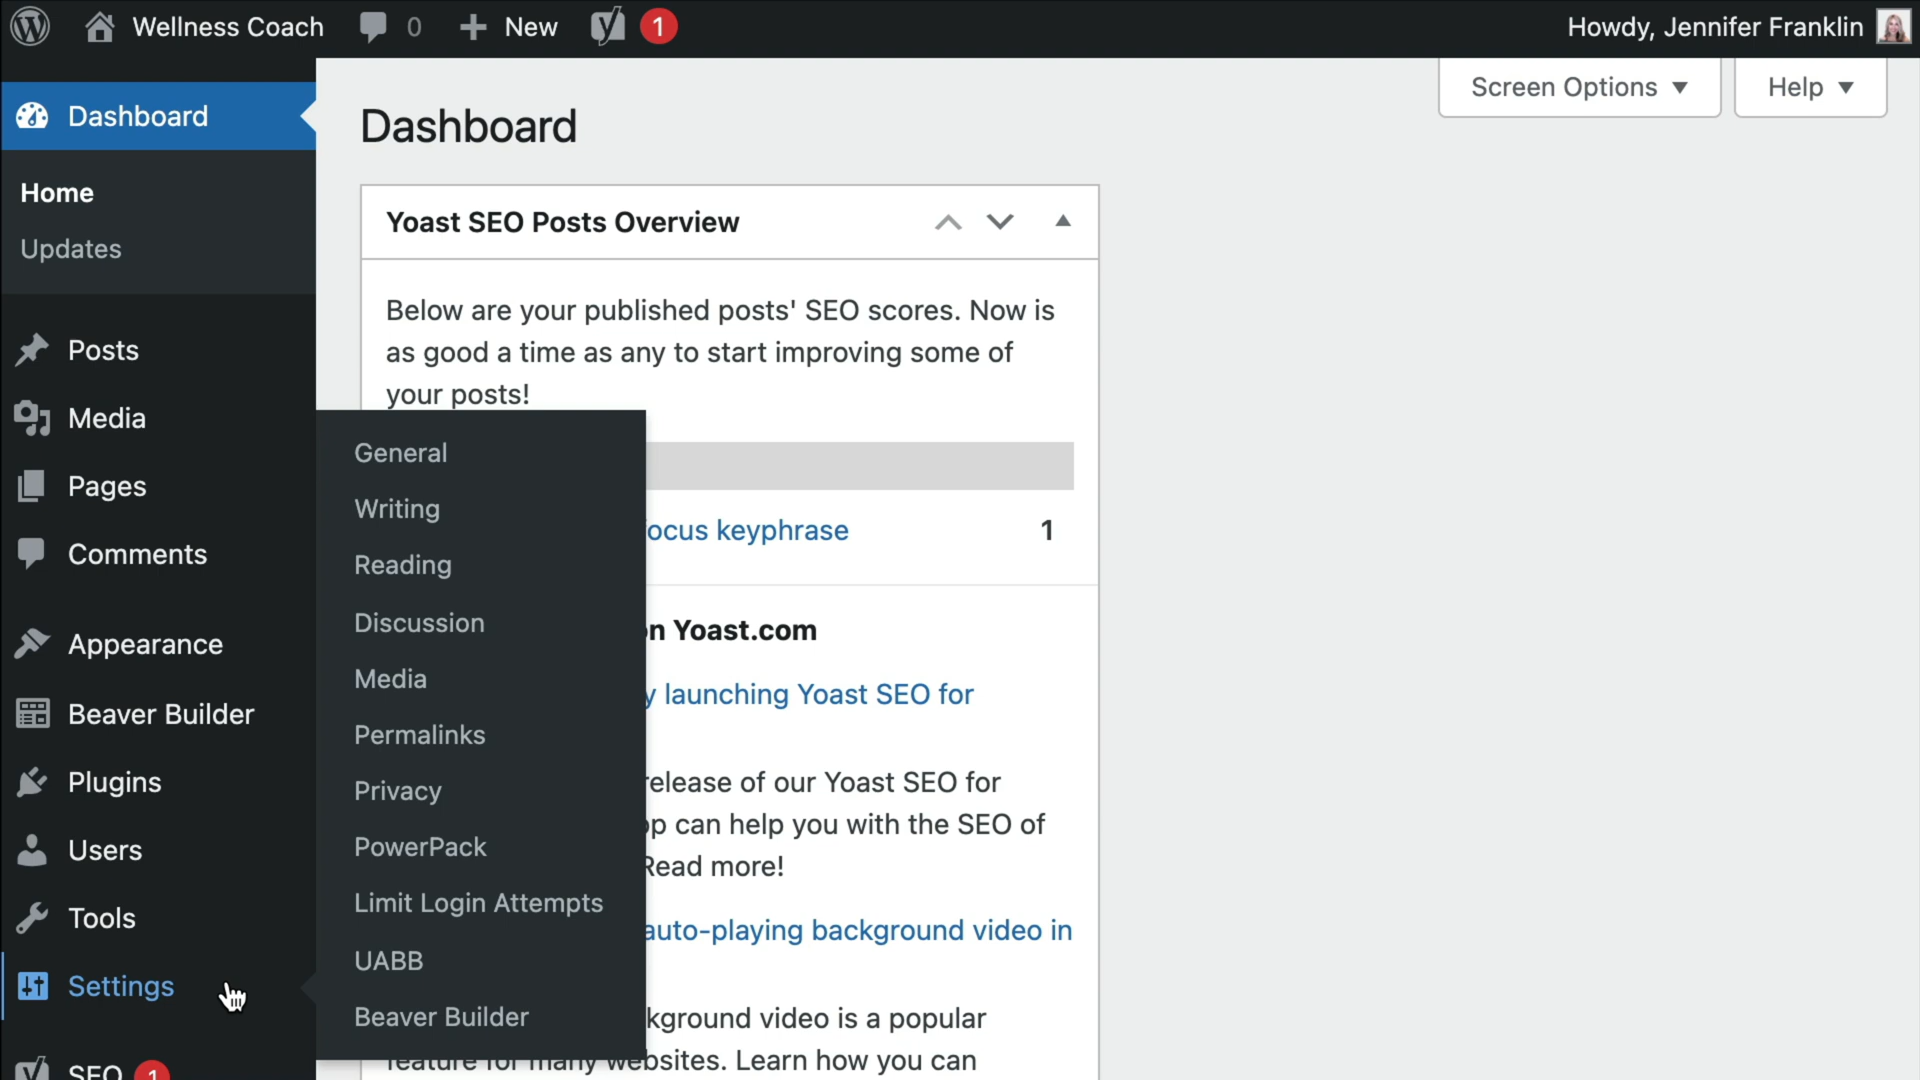 Wellness Coach
0
New
1
Howdy, Jennifer Franklin
Screen Options
Help
Dashboard
Home
Updates
Posts
Media
Pages
Comments
Appearance
Beaver Builder
Plugins
Users
Tools
Settings
SEO 1
General
Writing
Reading
Discussion
Media
Permalinks
Privacy
PowerPack
Limit Login Attempts
UABB
Beaver Builder
Dashboard
Yoast SEO Posts Overview
Below are your published posts' SEO scores. Now is
as good a time as any to start improving some of
your posts!
ocus keyphrase 1
n Yoast.com
y launching Yoast SEO for
elease of our Yoast SEO for
p can help you with the SEO of
Read more!
auto-playing background video in
kground video is a popular
feature for many websites. Learn how you can